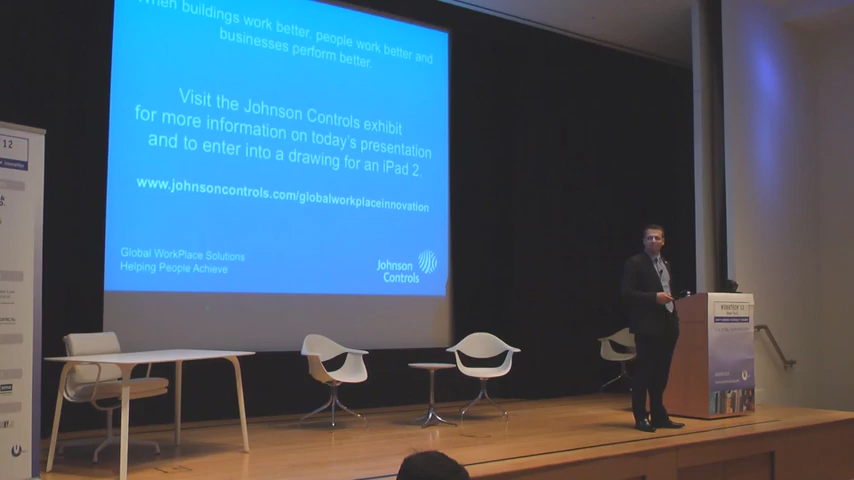 When buildings work better, people work better and
businesses perform better.
Visit the Johnson Controls exhibit
for more information on today's presentation
and to enter into a drawing for an iPad 2.
www.johnsoncontrols.com/globalworkplaceinnovation
Global WorkPlace Solutions
Helping People Achieve
Johnson
Controls
12
WORKTECH 12